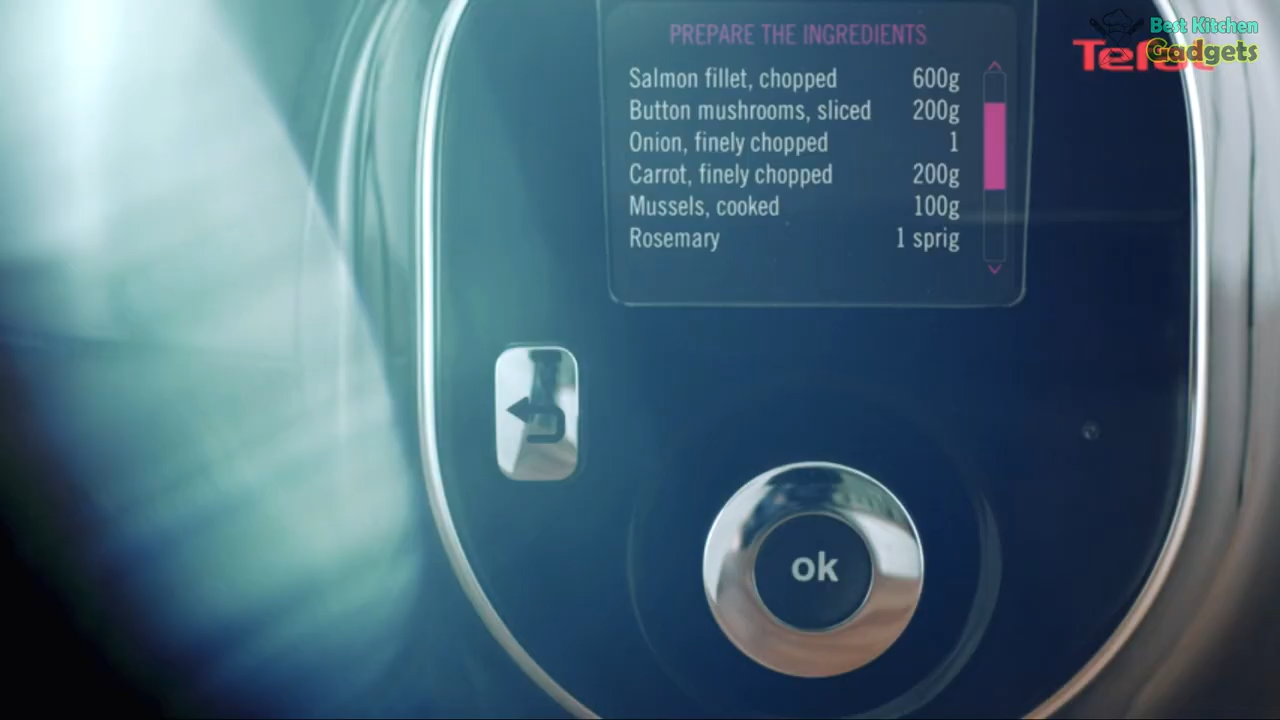 PREPARE THE INGREDIENTS
Salmon fillet, chopped 600g
Button mushrooms, sliced 200g
Onion, finely chopped 1
Carrot, finely chopped 200g
Mussels, cooked 100g
Rosemary 1 sprig
ok
Best Kitchen
Gadgets
Tefal